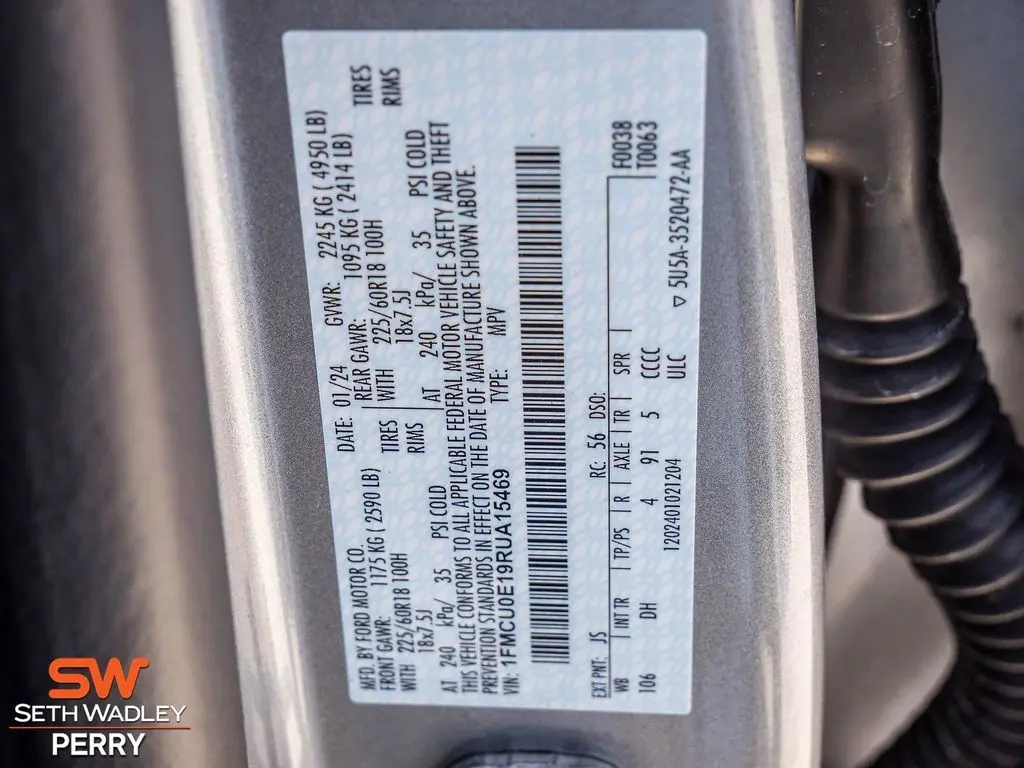 MFD. BY FORD MOTOR CO. DATE: 01/24 GVWR: 2245 KG ( 4950 LB)
FRONT GAWR: 1175 KG ( 2590 LB) REAR GAWR: 1095 KG ( 2414 LB)
WITH 225/60R18 100H TIRES WITH 225/60R18 100H TIRES
18x7.5J RIMS 18x7.5J RIMS
AT 240 kPa/ 35 PSI COLD AT 240 kPa/ 35 PSI COLD
THIS VEHICLE CONFORMS TO ALL APPLICABLE FEDERAL MOTOR VEHICLE SAFETY AND THEFT
PREVENTION STANDARDS IN EFFECT ON THE DATE OF MANUFACTURE SHOWN ABOVE.
VIN: 1FMCU0E19RUA15469 TYPE: MPV
EXT PNT: JS RC: 56 DSO: F0038
WB INT TR TP/PS R AXLE TR SPR T0063
106 DH 4 91 5 CCCC
1202401021204 ULC ▽ 5U5A-3520472-AA
SW
SETH WADLEY
PERRY